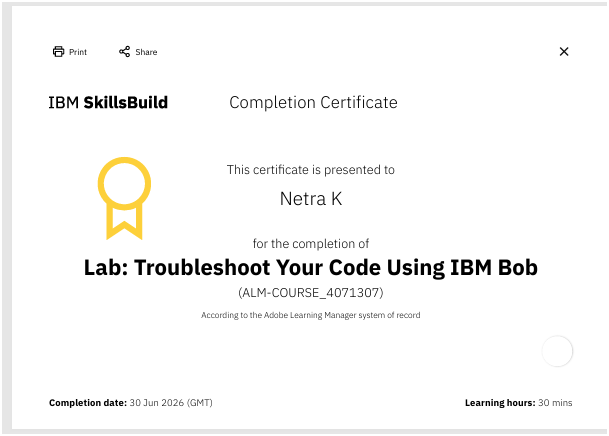 Print Share
IBM SkillsBuild Completion Certificate
This certificate is presented to
Netra K
for the completion of
Lab: Troubleshoot Your Code Using IBM Bob
(ALM-COURSE_4071307)
According to the Adobe Learning Manager system of record
Completion date: 30 Jun 2026 (GMT) Learning hours: 30 mins